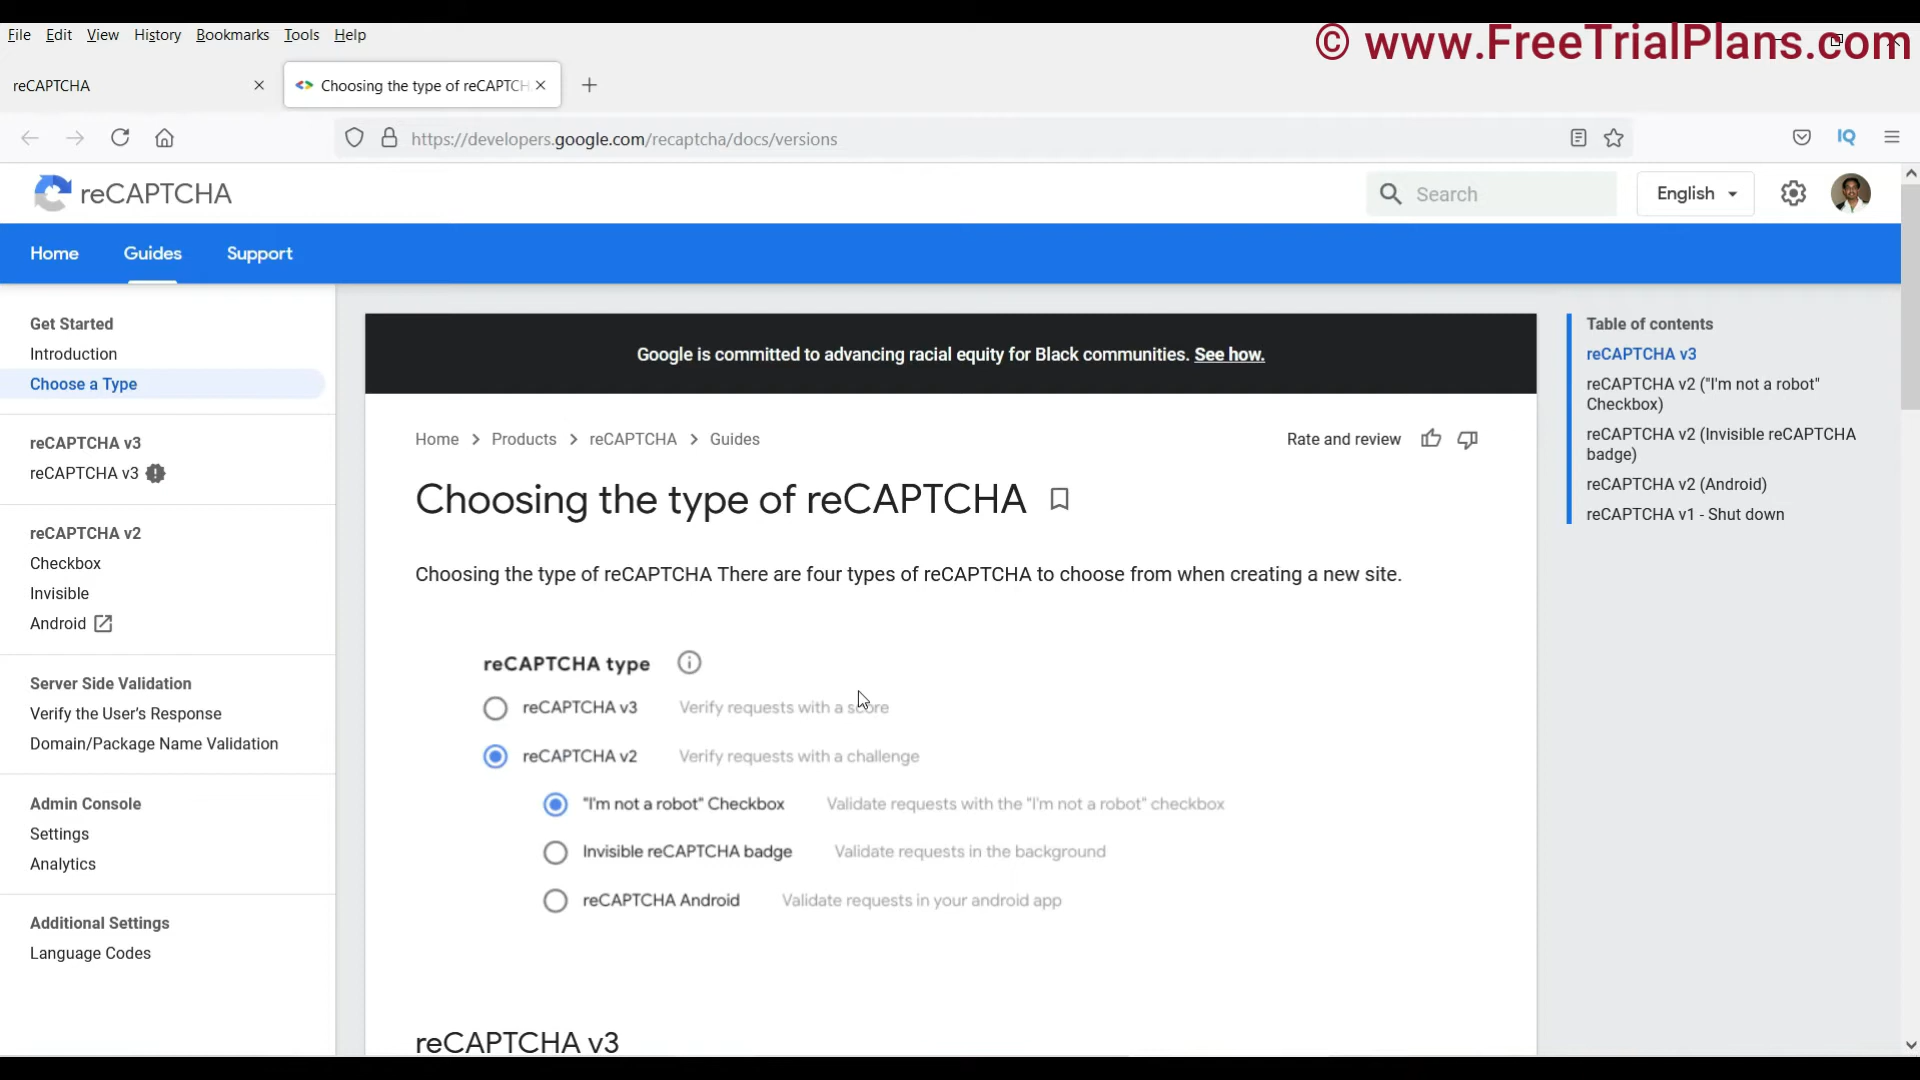 File Edit View History Bookmarks Tools Help
© www.FreeTrialPlans.com
reCAPTCHA
Choosing the type of reCAPTCH
https://developers.google.com/recaptcha/docs/versions
IQ
reCAPTCHA
Search
English
Home Guides Support
Get Started
Introduction
Choose a Type
reCAPTCHA v3
reCAPTCHA v3
reCAPTCHA v2
Checkbox
Invisible
Android
Server Side Validation
Verify the User's Response
Domain/Package Name Validation
Admin Console
Settings
Analytics
Additional Settings
Language Codes
Google is committed to advancing racial equity for Black communities. See how.
Home > Products > reCAPTCHA > Guides
Rate and review
Choosing the type of reCAPTCHA
Choosing the type of reCAPTCHA There are four types of reCAPTCHA to choose from when creating a new site.
reCAPTCHA type
reCAPTCHA v3 Verify requests with a score
reCAPTCHA v2 Verify requests with a challenge
"I'm not a robot" Checkbox Validate requests with the "I'm not a robot" checkbox
Invisible reCAPTCHA badge Validate requests in the background
reCAPTCHA Android Validate requests in your android app
reCAPTCHA v3
Table of contents
reCAPTCHA v3
reCAPTCHA v2 ("I'm not a robot"
Checkbox)
reCAPTCHA v2 (Invisible reCAPTCHA
badge)
reCAPTCHA v2 (Android)
reCAPTCHA v1 - Shut down